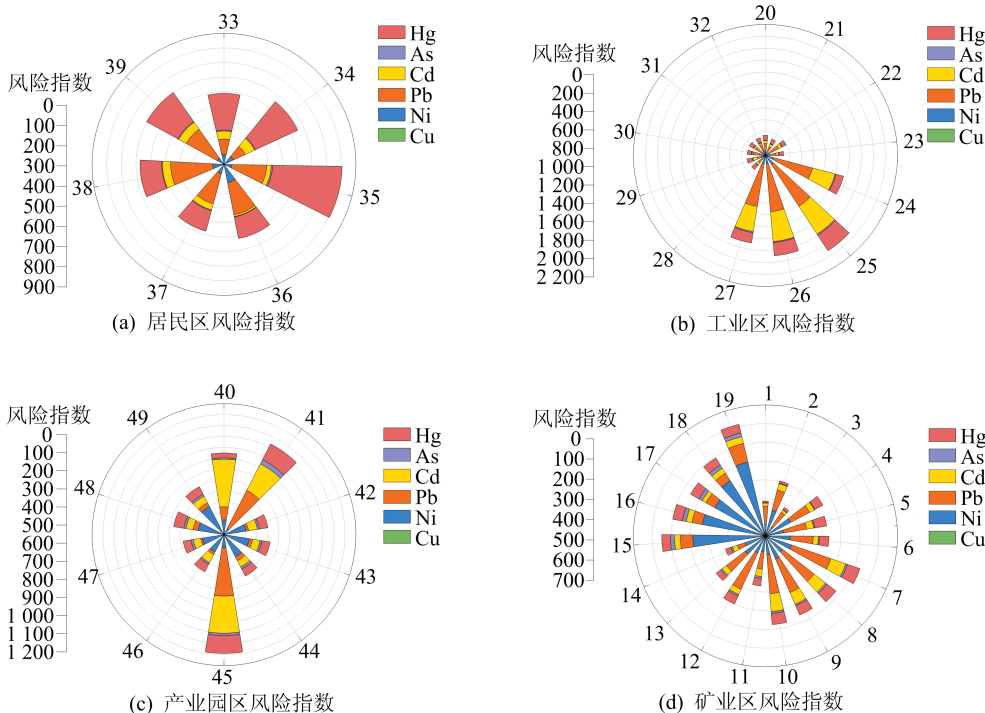 33
34
35
36
37
38
39
风险指数
0
100
200
300
400
500
600
700
800
900
Hg
As
Cd
Pb
Ni
Cu
(a) 居民区风险指数
20
21
22
23
24
25
26
27
28
29
30
31
32
风险指数
0
200
400
600
800
1 000
1 200
1 400
1 600
1 800
2 000
2 200
Hg
As
Cd
Pb
Ni
Cu
(b) 工业区风险指数
40
41
42
43
44
45
46
47
48
49
风险指数
0
100
200
300
400
500
600
700
800
900
1 000
1 100
1 200
Hg
As
Cd
Pb
Ni
Cu
(c) 产业园区风险指数
1
2
3
4
5
6
7
8
9
10
11
12
13
14
15
16
17
18
19
风险指数
0
100
200
300
400
500
600
700
Hg
As
Cd
Pb
Ni
Cu
(d) 矿业区风险指数